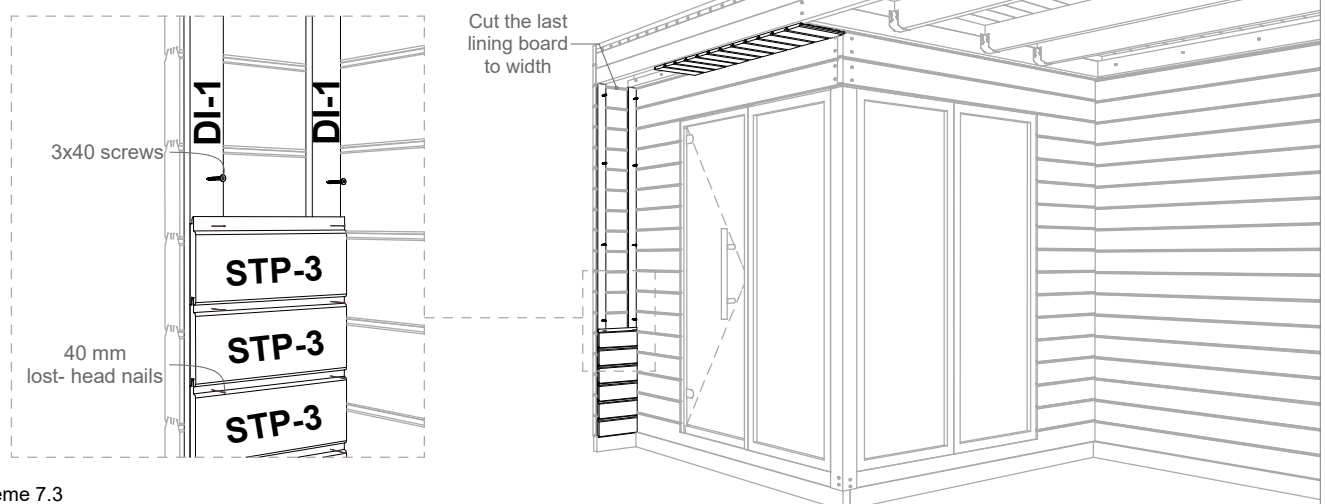 Cut the last
lining board
to width
DI-1
DI-1
3x40 screws
STP-3
STP-3
40 mm
lost- head nails
STP-3
eme 7.3